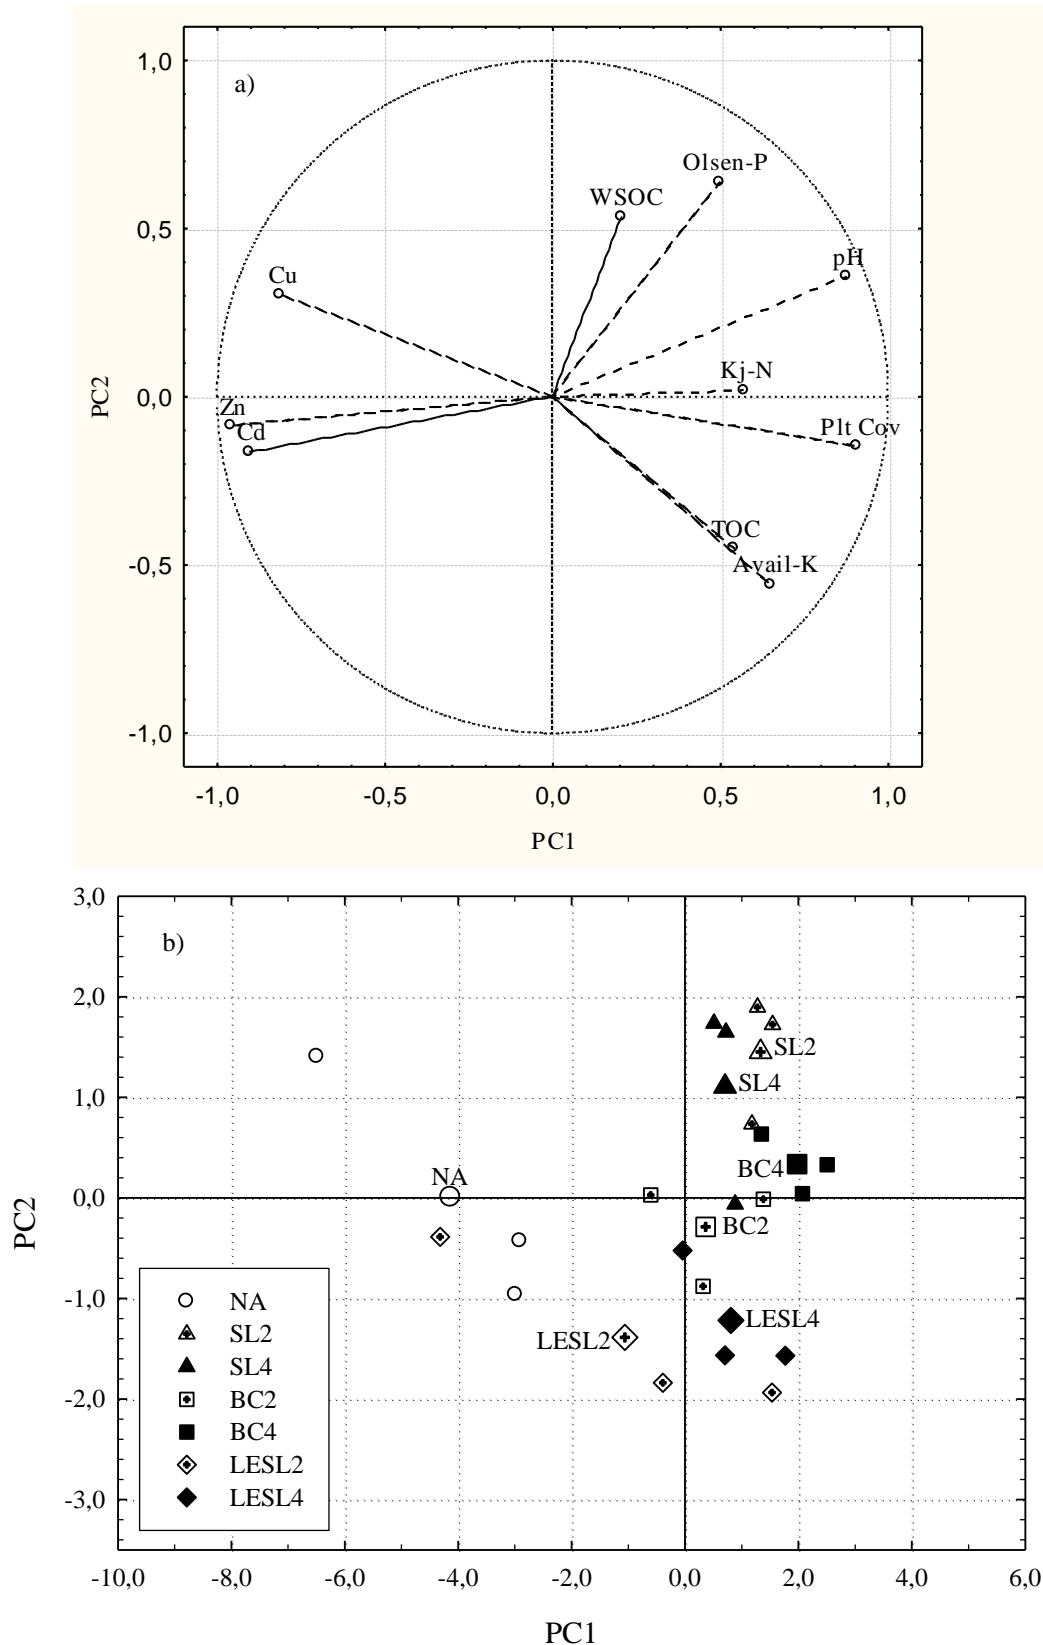 1,0
a)
Olsen-P
WSOC
0,5
pH
Cu
Kj-N
PC2
0,0
Zn
Plt Cov
Cd
TOC
Avail-K
-0,5
-1,0
-1,0 -0,5 0,0 0,5 1,0
PC1
3,0
b)
2,0
SL2
SL4
1,0
BC4
NA
0,0
BC2
PC2
-1,0
LESL4
LESL2
NA
SL2
SL4
BC2
BC4
LESL2
LESL4
-2,0
-3,0
-10,0 -8,0 -6,0 -4,0 -2,0 0,0 2,0 4,0 6,0
PC1